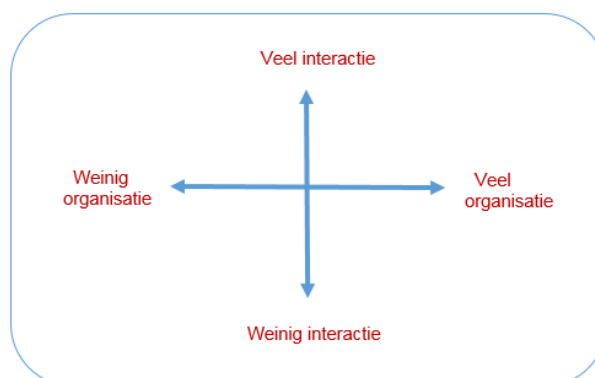 Veel interactie
Weinig
organisatie
Veel
organisatie
Weinig interactie